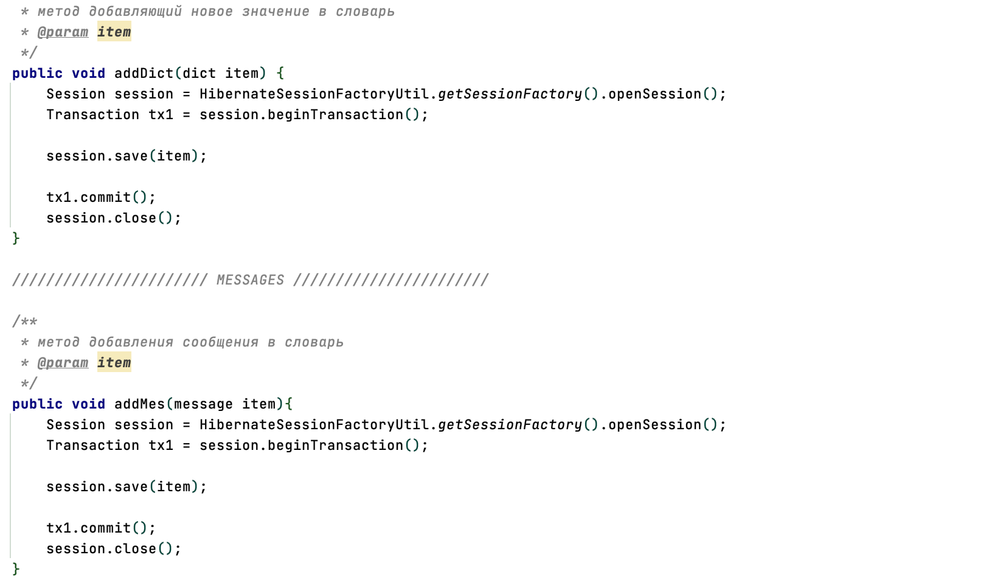 * метод добавляющий новое значение в словарь
* @param item
*/
public void addDict(dict item) {
Session session = HibernateSessionFactoryUtil.getSessionFactory().openSession();
Transaction tx1 = session.beginTransaction();
session.save(item);
tx1.commit();
session.close();
}
/////////////////////// MESSAGES ///////////////////////
/**
* метод добавления сообщения в словарь
* @param item
*/
public void addMes(message item){
Session session = HibernateSessionFactoryUtil.getSessionFactory().openSession();
Transaction tx1 = session.beginTransaction();
session.save(item);
tx1.commit();
session.close();
}